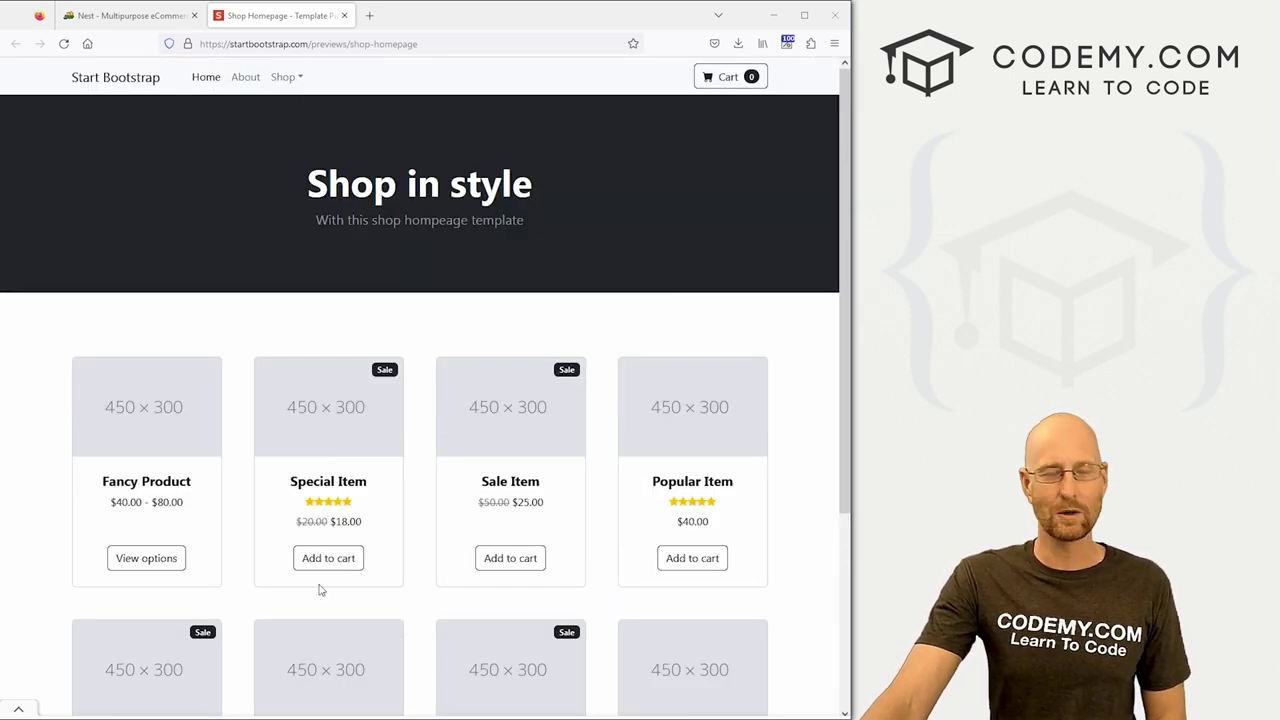 Nest - Multipurpose eCommer
Shop Homepage - Template P
https://startbootstrap.com/previews/shop-homepage
100
Start Bootstrap
Home
About
Shop
Cart 0
Shop in style
With this shop hompeage template
450 × 300
Sale
450 × 300
Sale
450 × 300
450 × 300
Fancy Product
$40.00 - $80.00
View options
Special Item
$20.00 $18.00
Add to cart
Sale Item
$50.00 $25.00
Add to cart
Popular Item
$40.00
Add to cart
Sale
450 × 300
450 × 300
Sale
450 × 300
450 × 300
CODEMY.COM
LEARN TO CODE
CODEMY.COM
Learn To Code